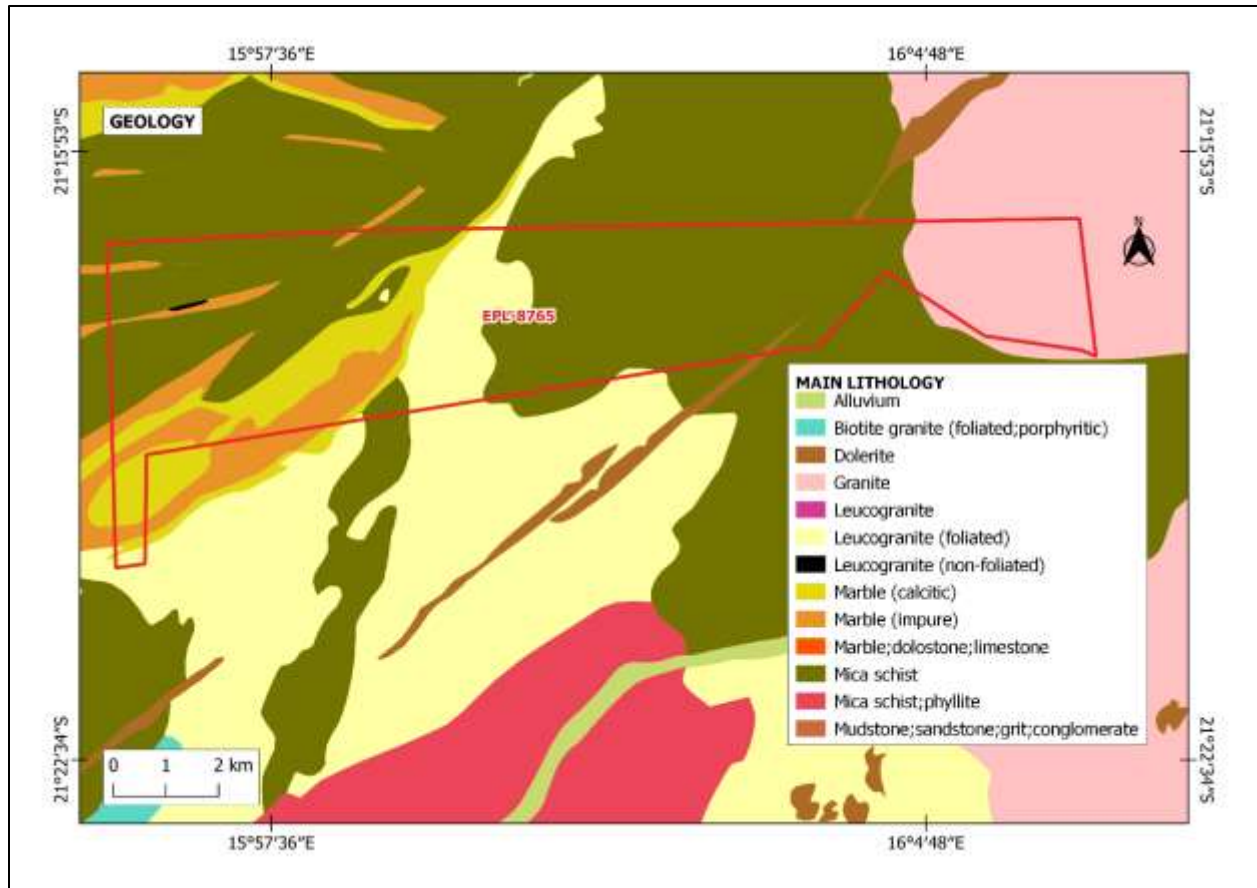 15°57'36"E
16°4'48"E
GEOLOGY
21°15'53"S
21°15'53"S
N
EPL 8765
MAIN LITHOLOGY
Alluvium
Biotite granite (foliated;porphyritic)
Dolerite
Granite
Leucogranite
Leucogranite (foliated)
Leucogranite (non-foliated)
Marble (calcitic)
Marble (impure)
Marble;dolostone;limestone
Mica schist
Mica schist;phyllite
Mudstone;sandstone;grit;conglomerate
21°22'34"S
21°22'34"S
0 1 2 km
15°57'36"E
16°4'48"E